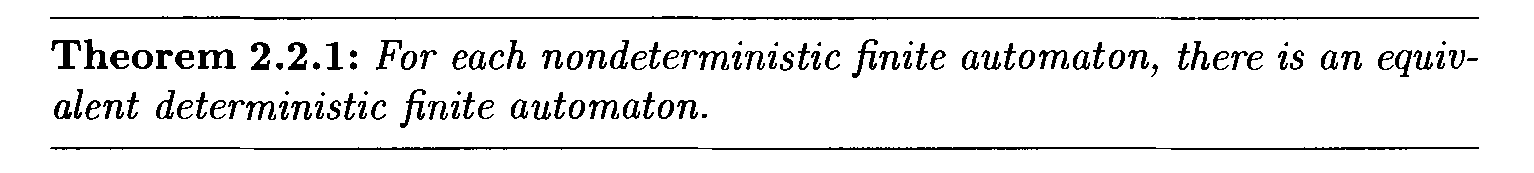 Theorem 2.2.1: For each nondeterministic finite automaton, there is an equiv-
alent deterministic finite automaton.